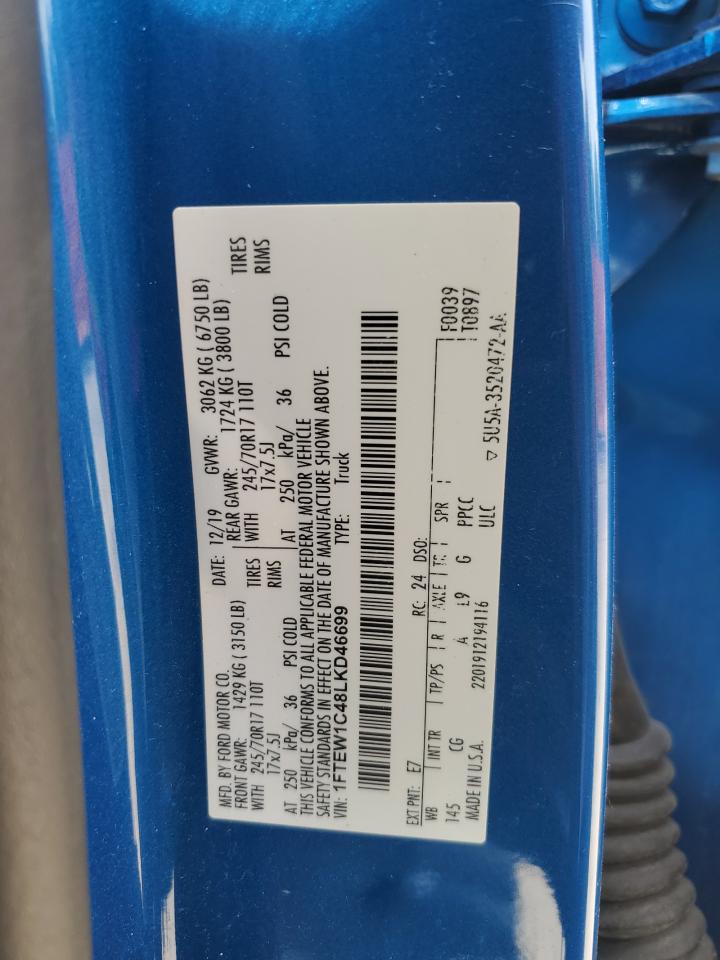 MFD. BY FORD MOTOR CO. DATE: 12/19 GVWR: 3062 KG ( 6750 LB)
FRONT GAWR: 1429 KG ( 3150 LB) REAR GAWR: 1724 KG ( 3800 LB)
WITH 245/70R17 110T TIRES WITH 245/70R17 110T TIRES
17x7.5J RIMS 17x7.5J RIMS
AT 250 kPa/ 36 PSI COLD AT 250 kPa/ 36 PSI COLD
THIS VEHICLE CONFORMS TO ALL APPLICABLE FEDERAL MOTOR VEHICLE
SAFETY STANDARDS IN EFFECT ON THE DATE OF MANUFACTURE SHOWN ABOVE.
VIN: 1FTEW1C48LKD46699 TYPE: Truck
EXT PNT: E7 RC: 24 DSO: F0039
WB INT TR TP/PS R AXLE TR SPR T0897
145 CG A L9 G PPCC ▽ 5U5A-3520472-AA
MADE IN U.S.A. 2201912194116 ULC